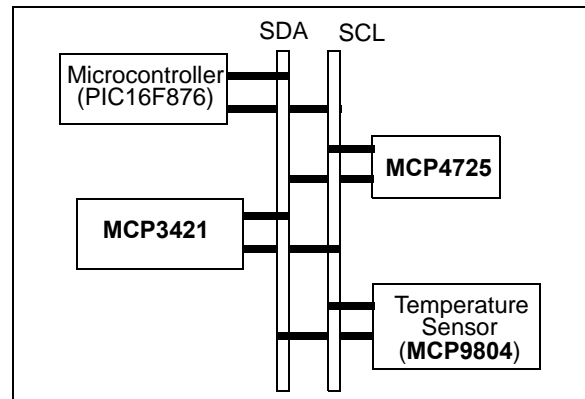 SDA SCL
Microcontroller
(PIC16F876)
MCP4725
MCP3421
Temperature
Sensor
(MCP9804)